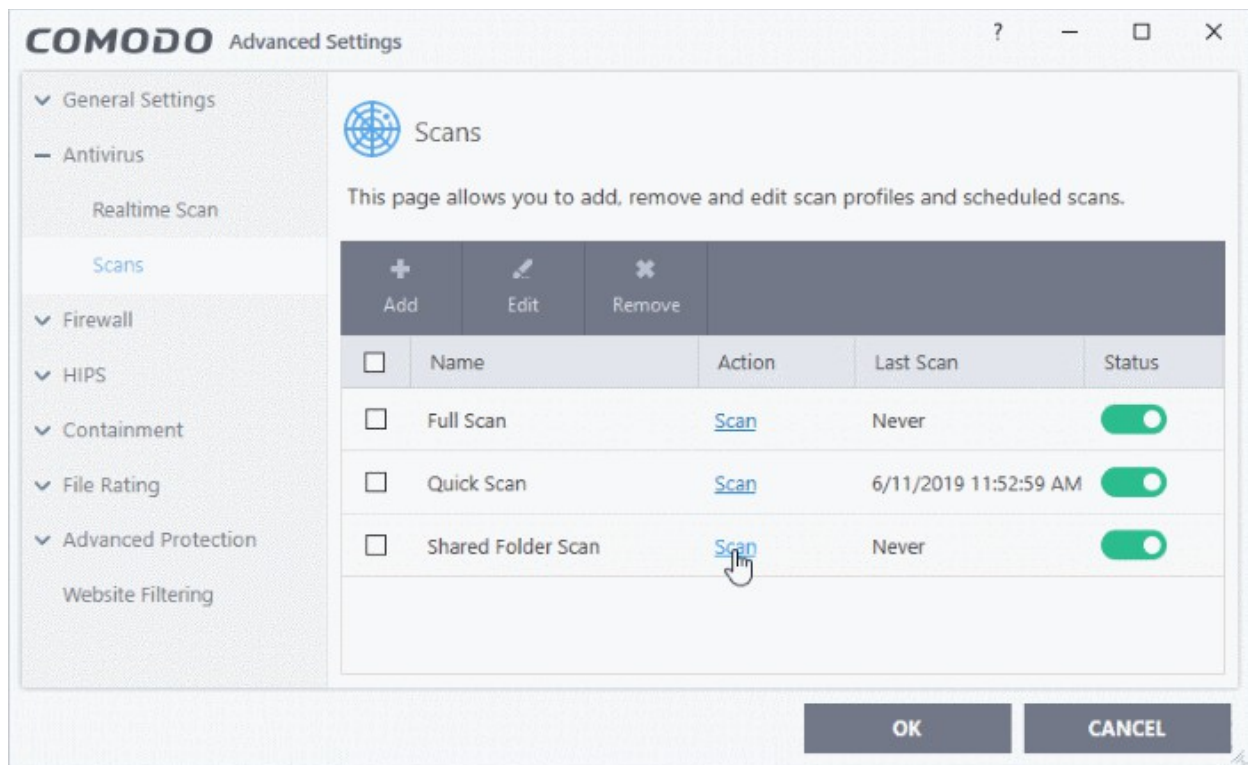 COMODO Advanced Settings ?
General Settings
Antivirus
Realtime Scan
Scans
Firewall
HIPS
Containment
File Rating
Advanced Protection
Website Filtering
Scans
This page allows you to add, remove and edit scan profiles and scheduled scans.
Add Edit Remove
Name Action Last Scan Status
Full Scan Scan Never
Quick Scan Scan 6/11/2019 11:52:59 AM
Shared Folder Scan Scan Never
OK CANCEL